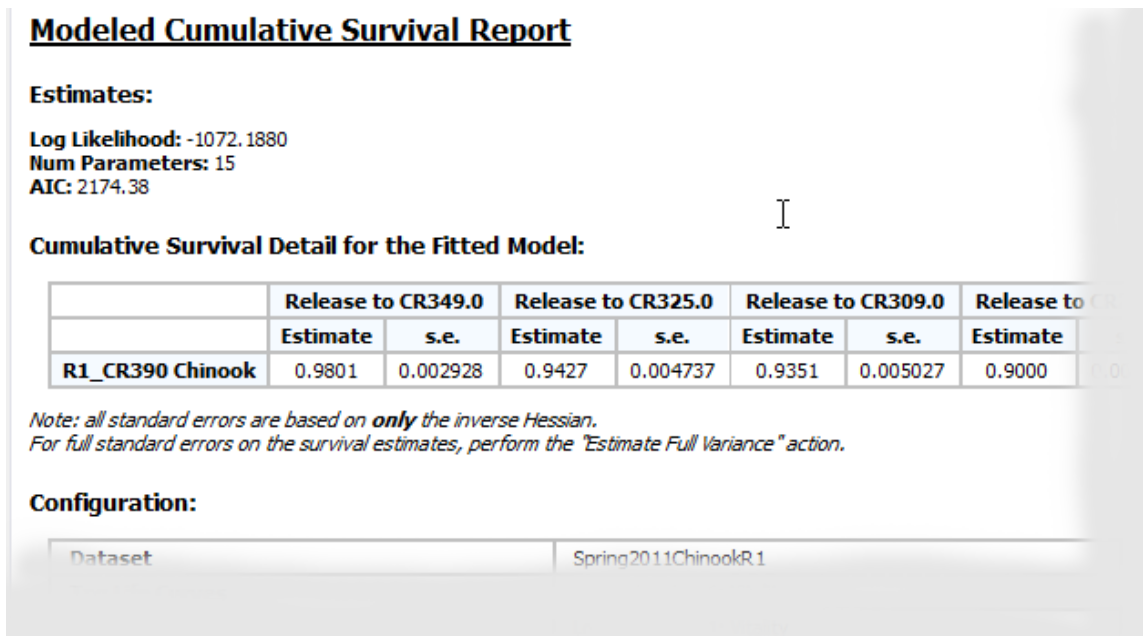 Modeled Cumulative Survival Report
Estimates:
Log Likelihood: -1072.1880
Num Parameters: 15
AIC: 2174.38
Cumulative Survival Detail for the Fitted Model:
Release to CR349.0 Release to CR325.0 Release to CR309.0 Release to
Estimate s.e. Estimate s.e. Estimate s.e. Estimate
R1_CR390 Chinook 0.9801 0.002928 0.9427 0.004737 0.9351 0.005027 0.9000
Note: all standard errors are based on only the inverse Hessian.
For full standard errors on the survival estimates, perform the "Estimate Full Variance" action.
Configuration:
Dataset Spring2011ChinookR1